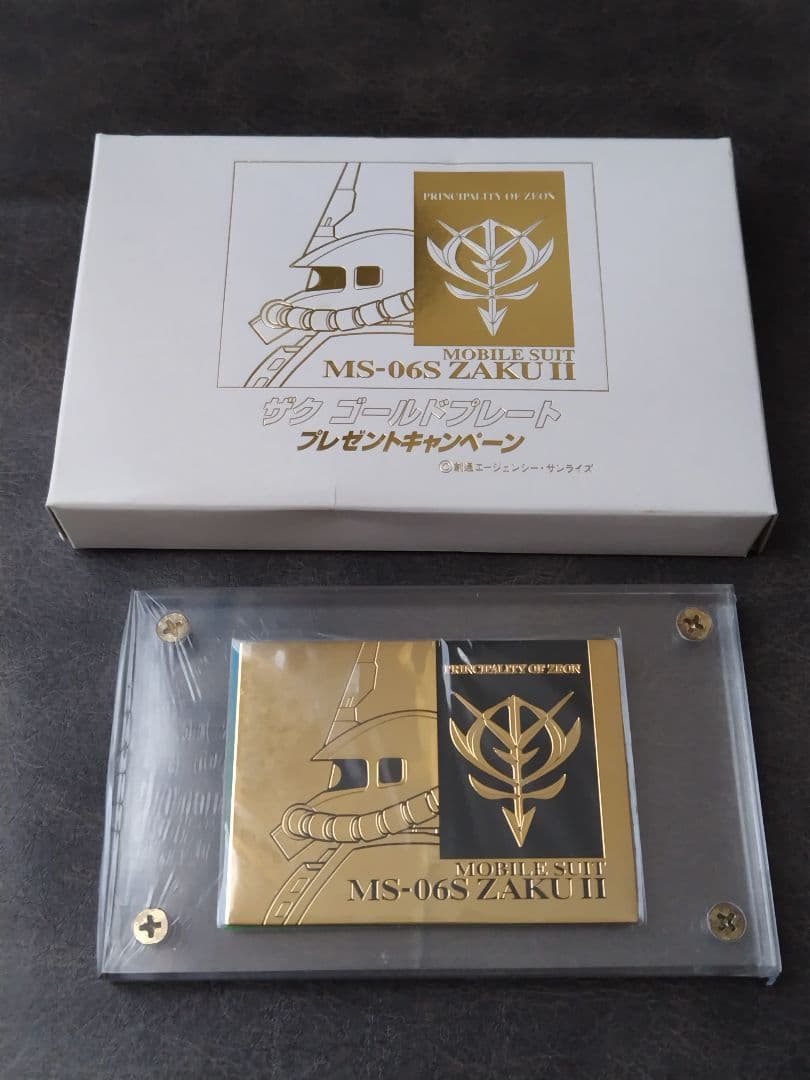 PRINCIPALITY OF ZEON
MOBILE SUIT
MS-06S ZAKU II
ザク ゴールドプレート
プレゼントキャンペーン
©創通エージェンシー・サンライズ
PRINCIPALITY OF ZEON
MOBILE SUIT
MS-06S ZAKU II